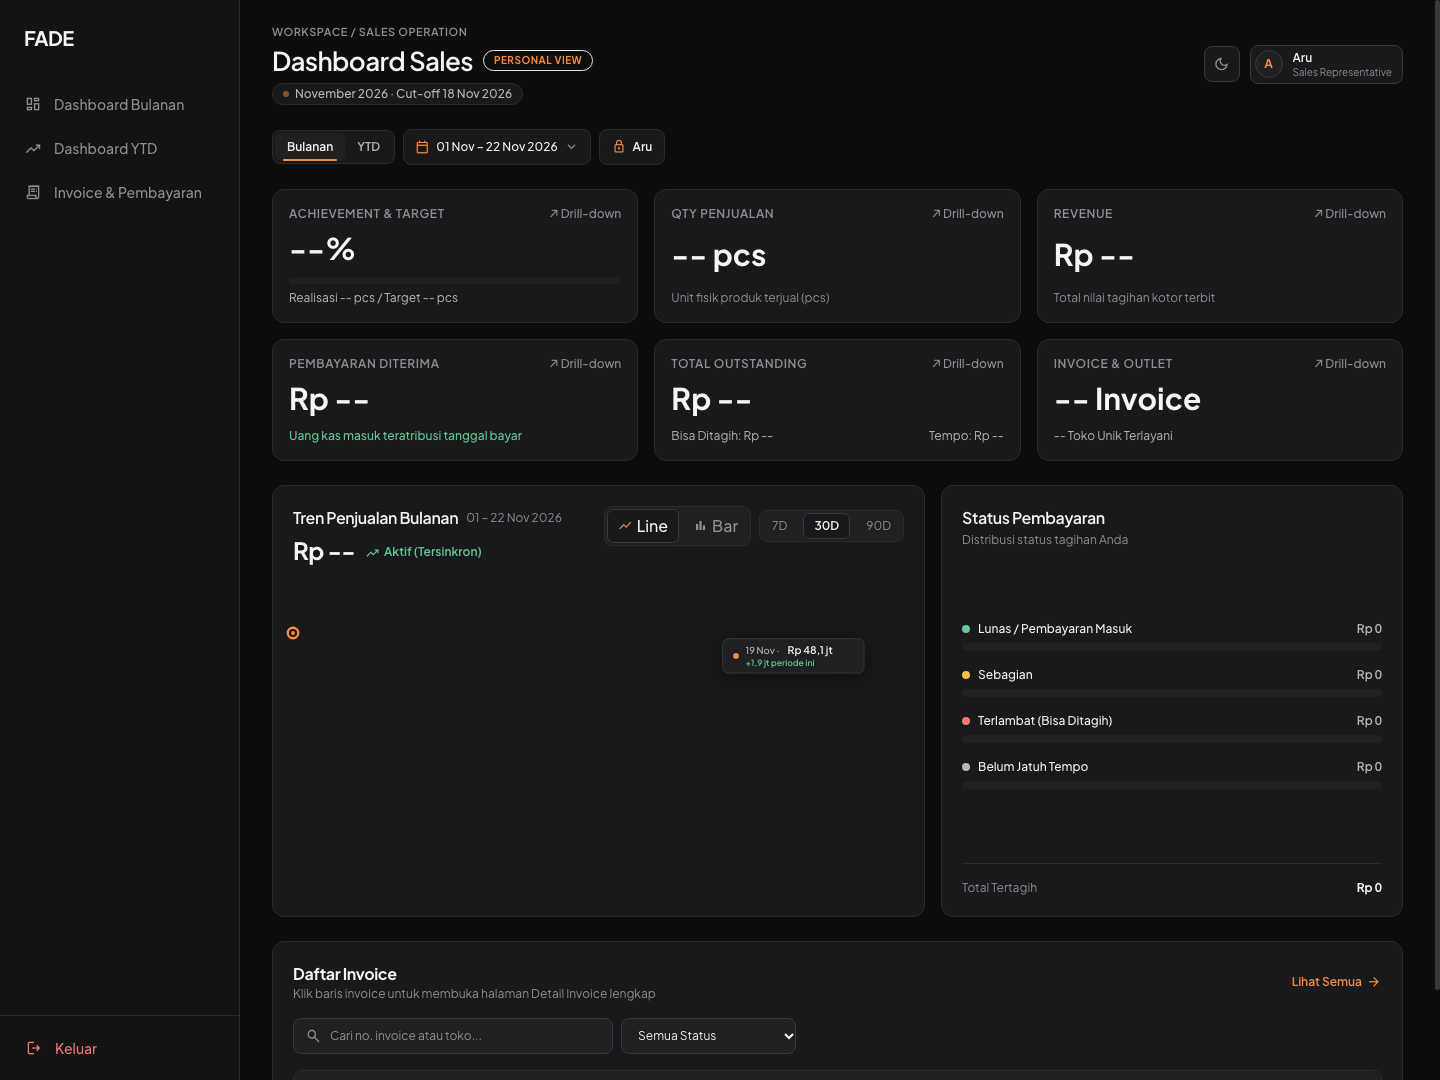 FADE
Dashboard Bulanan
Dashboard YTD
Invoice & Pembayaran
Keluar
WORKSPACE / SALES OPERATION
Dashboard Sales PERSONAL VIEW
November 2026 · Cut-off 18 Nov 2026
A Aru
Sales Representative
Bulanan YTD 01 Nov – 22 Nov 2026 Aru
ACHIEVEMENT & TARGET Drill-down
--%
Realisasi -- pcs / Target -- pcs
QTY PENJUALAN Drill-down
-- pcs
Unit fisik produk terjual (pcs)
REVENUE Drill-down
Rp --
Total nilai tagihan kotor terbit
PEMBAYARAN DITERIMA Drill-down
Rp --
Uang kas masuk teratribusi tanggal bayar
TOTAL OUTSTANDING Drill-down
Rp --
Bisa Ditagih: Rp -- Tempo: Rp --
INVOICE & OUTLET Drill-down
-- Invoice
-- Toko Unik Terlayani
Tren Penjualan Bulanan 01 – 22 Nov 2026
Line Bar 7D 30D 90D
Rp -- Aktif (Tersinkron)
19 Nov · Rp 48,1 jt
+1,9 jt periode ini
Status Pembayaran
Distribusi status tagihan Anda
Lunas / Pembayaran Masuk Rp 0
Sebagian Rp 0
Terlambat (Bisa Ditagih) Rp 0
Belum Jatuh Tempo Rp 0
Total Tertagih Rp 0
Daftar Invoice
Klik baris invoice untuk membuka halaman Detail Invoice lengkap
Lihat Semua
Cari no. invoice atau toko... Semua Status